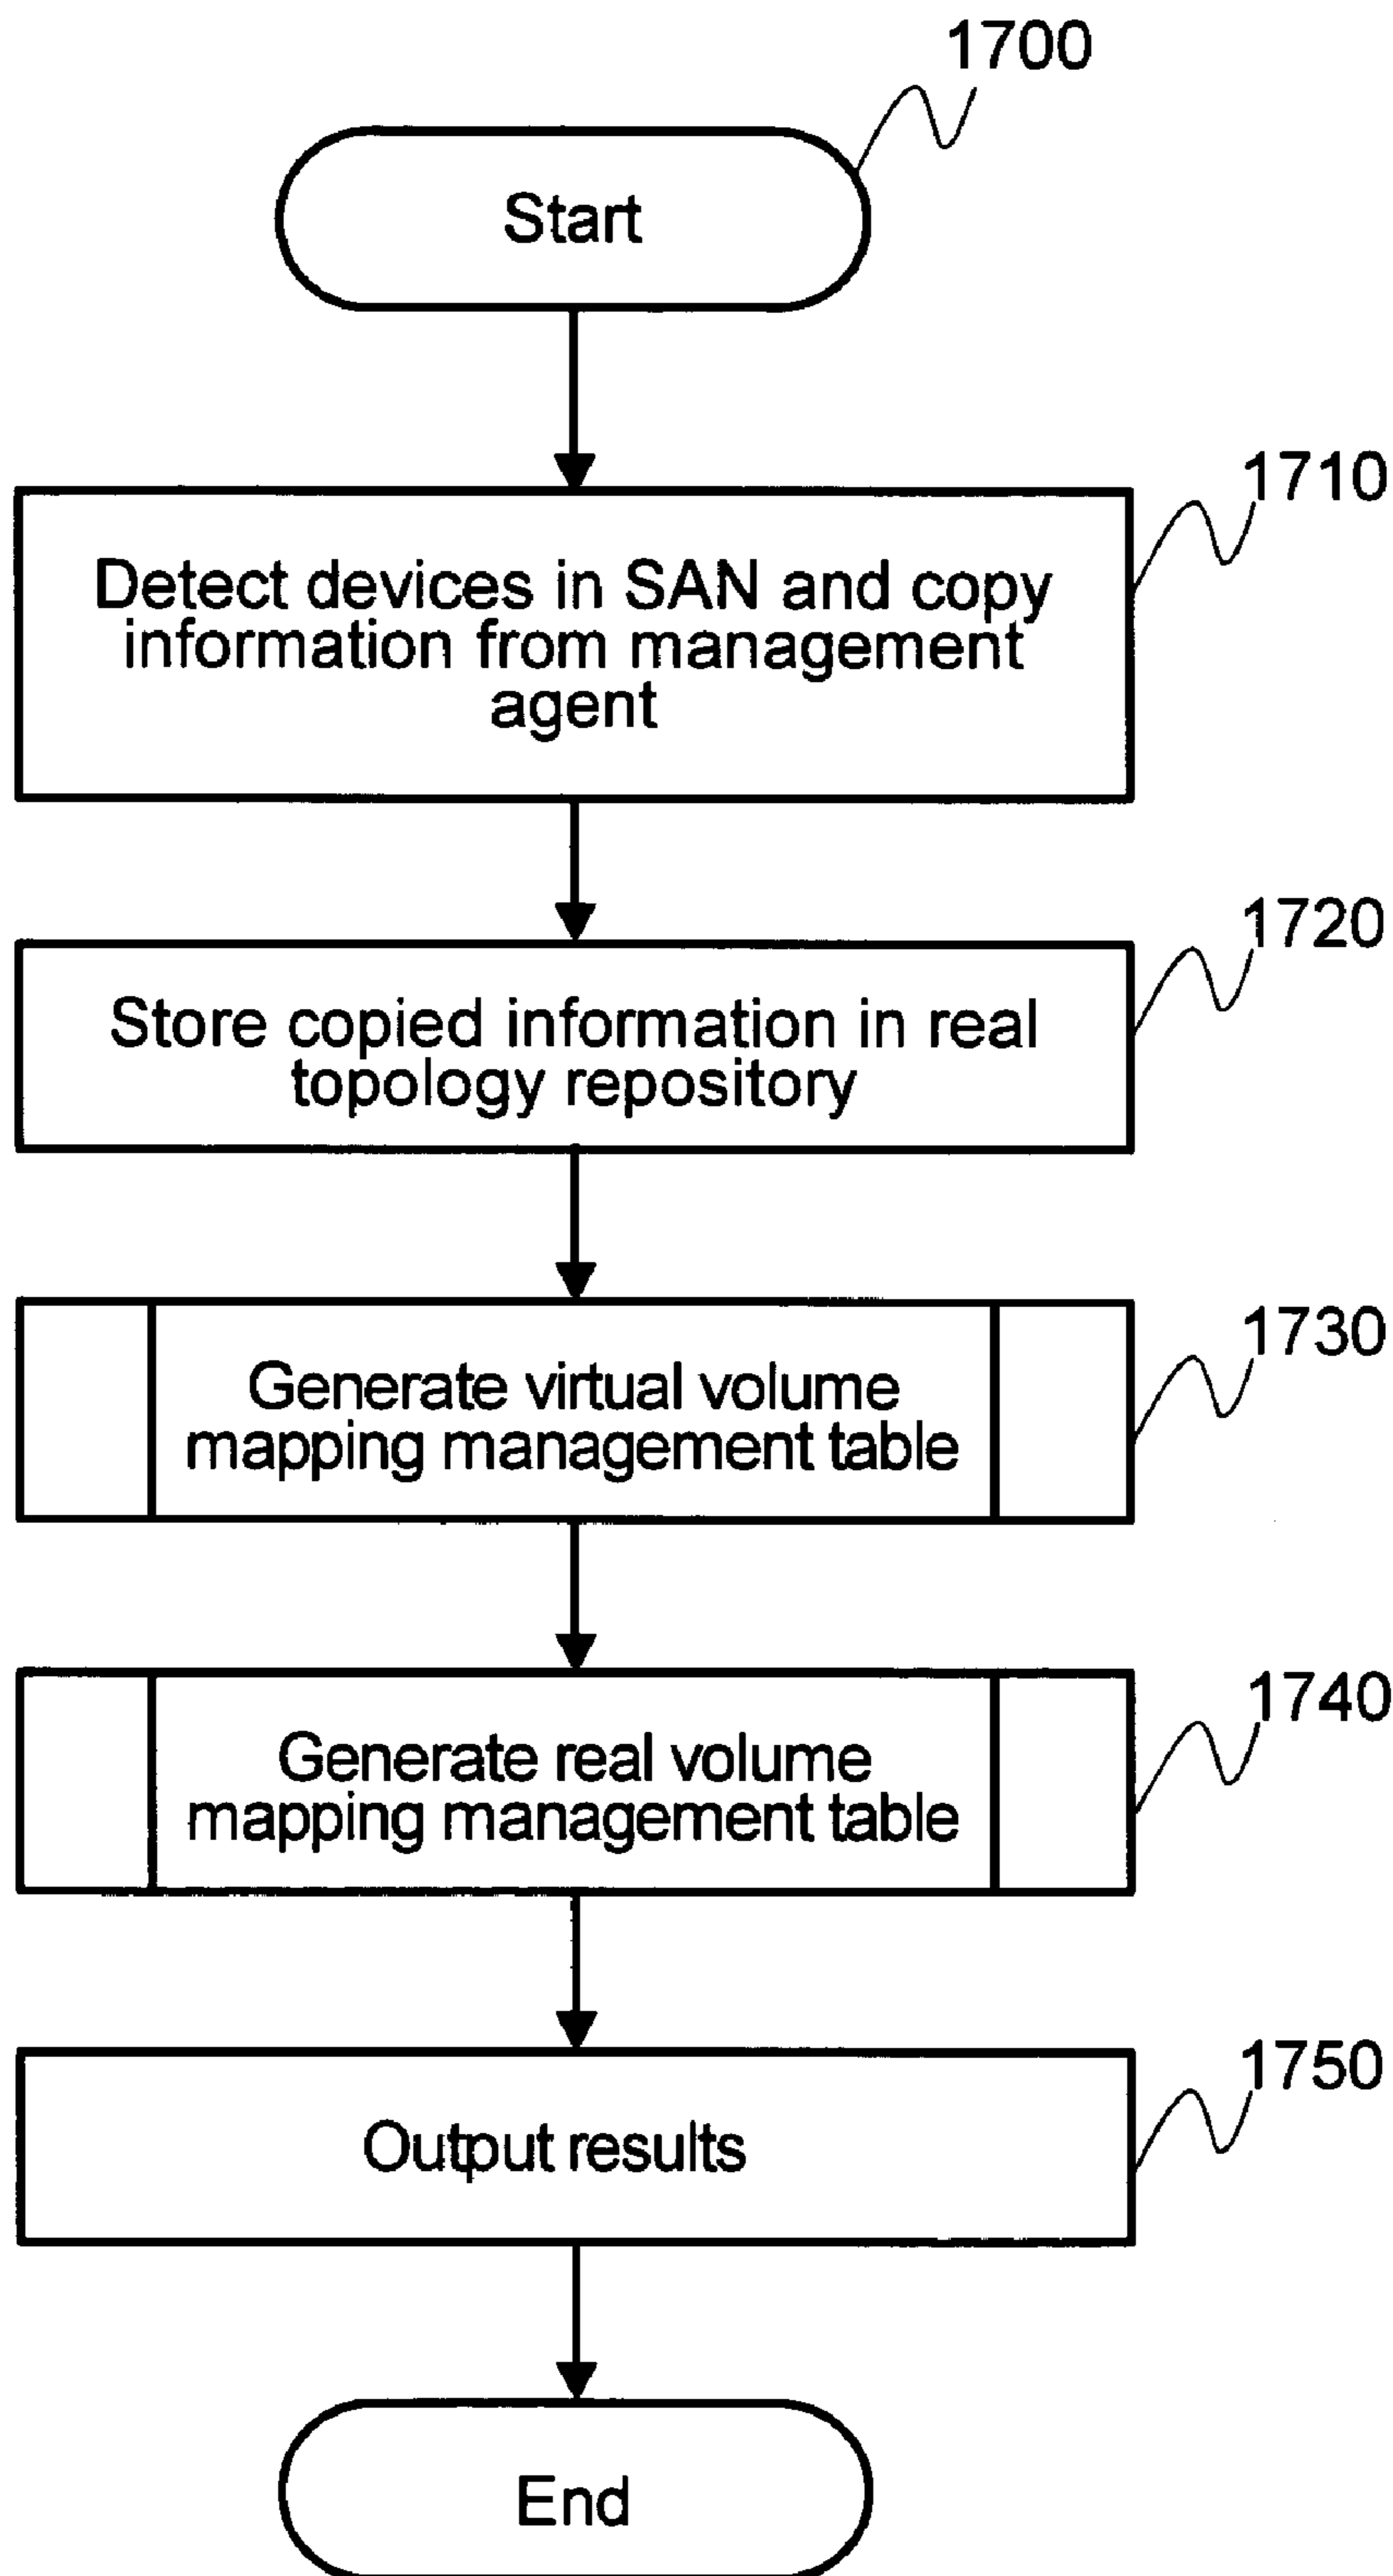 1700
Start
1710
Detect devices in SAN and copy
information from management
agent
1720
Store copied information in real
topology repository
1730
Generate virtual volume
mapping management table
1740
Generate real volume
mapping management table
1750
Output results
End